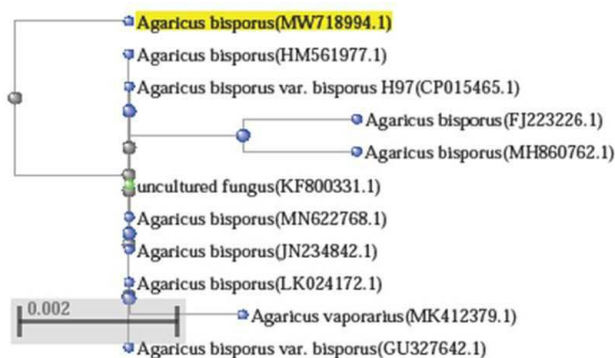 Agaricus bisporus(MW718994.1)
Agaricus bisporus(HM561977.1)
Agaricus bisporus var. bisporus H97(CP015465.1)
Agaricus bisporus(FJ223226.1)
Agaricus bisporus(MH860762.1)
uncultured fungus(KF800331.1)
Agaricus bisporus(MN622768.1)
Agaricus bisporus(JN234842.1)
Agaricus bisporus(LK024172.1)
0.002
Agaricus vaporarius(MK412379.1)
Agaricus bisporus var. bisporus(GU327642.1)